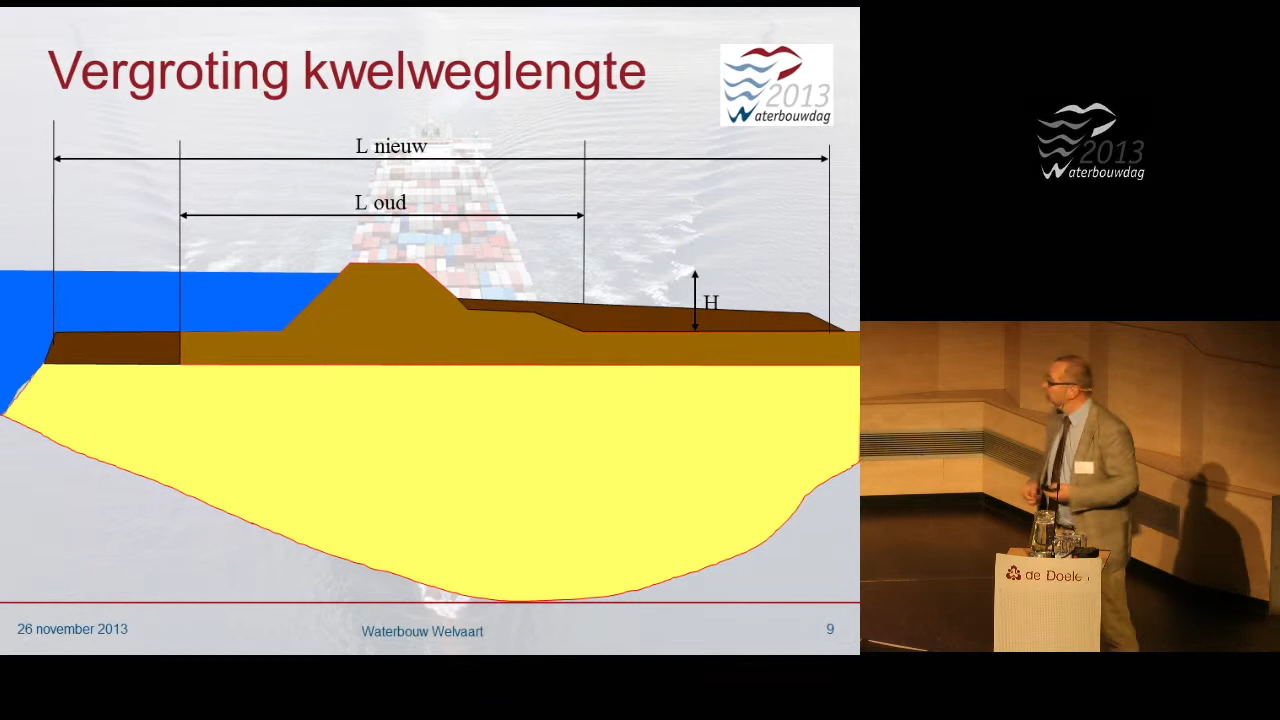 Vergroting kwelweglengte
2013
Waterbouwdag
L nieuw
L oud
H
26 november 2013
Waterbouw Welvaart
9
2013
Waterbouwdag
de Doele